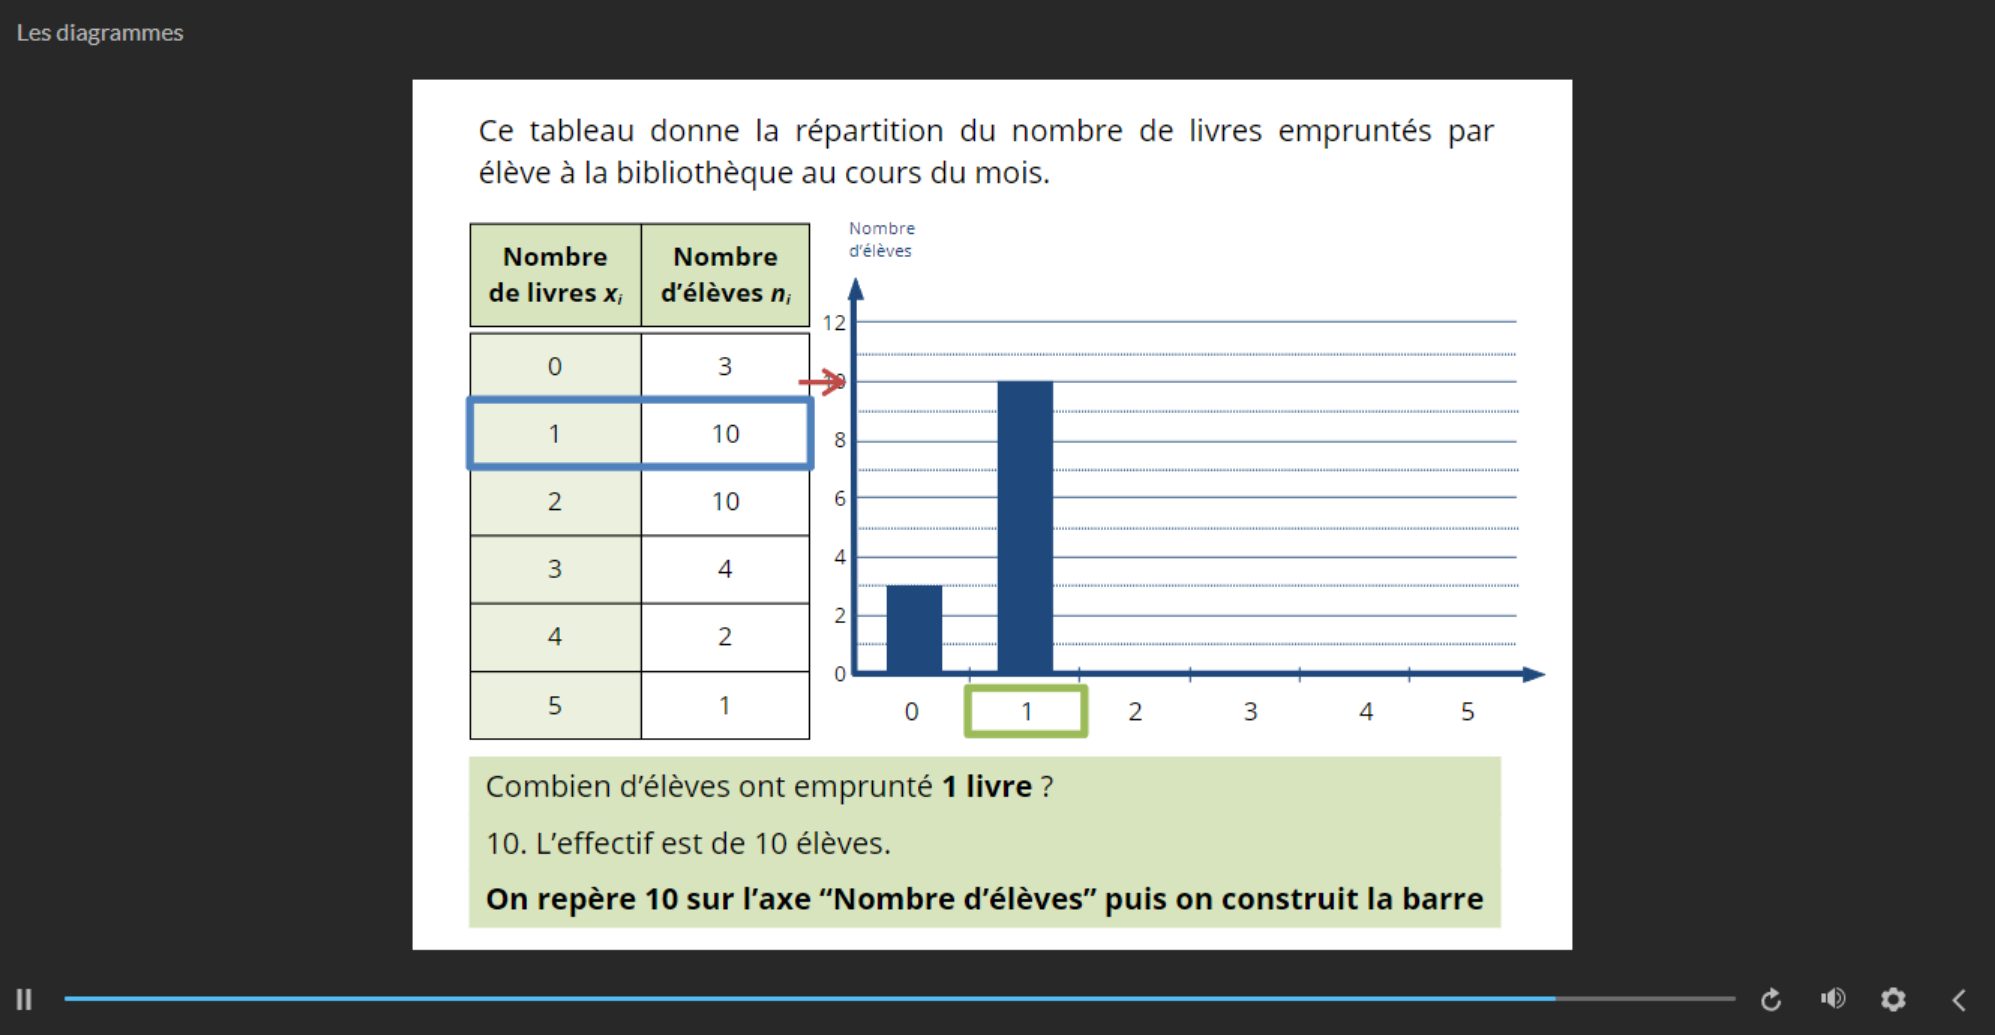 Les diagrammes
Ce tableau donne la répartition du nombre de livres empruntés par
élève à la bibliothèque au cours du mois.
Nombre de livres xi
Nombre d’élèves ni
0 3
1 10
2 10
3 4
4 2
5 1
Nombre
d’élèves
12
8
6
4
2
0
0 1 2 3 4 5
Combien d’élèves ont emprunté 1 livre ?
10. L’effectif est de 10 élèves.
On repère 10 sur l’axe “Nombre d’élèves” puis on construit la barre